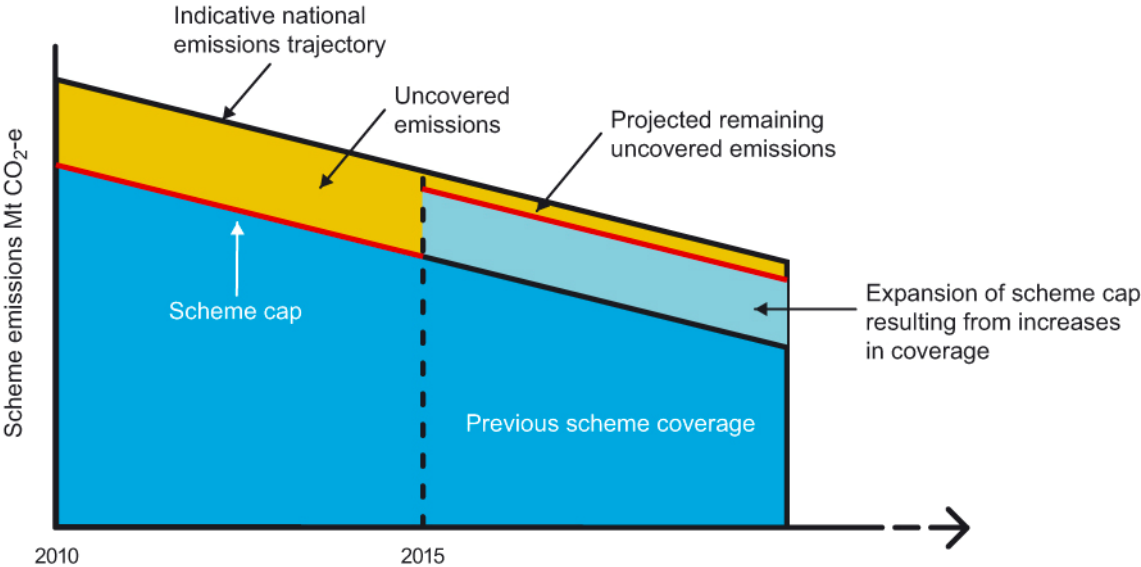 Indicative national
emissions trajectory
Uncovered
emissions
Projected remaining
uncovered emissions
Scheme emissions Mt CO₂-e
Scheme cap
Expansion of scheme cap
resulting from increases
in coverage
Previous scheme coverage
2010
2015